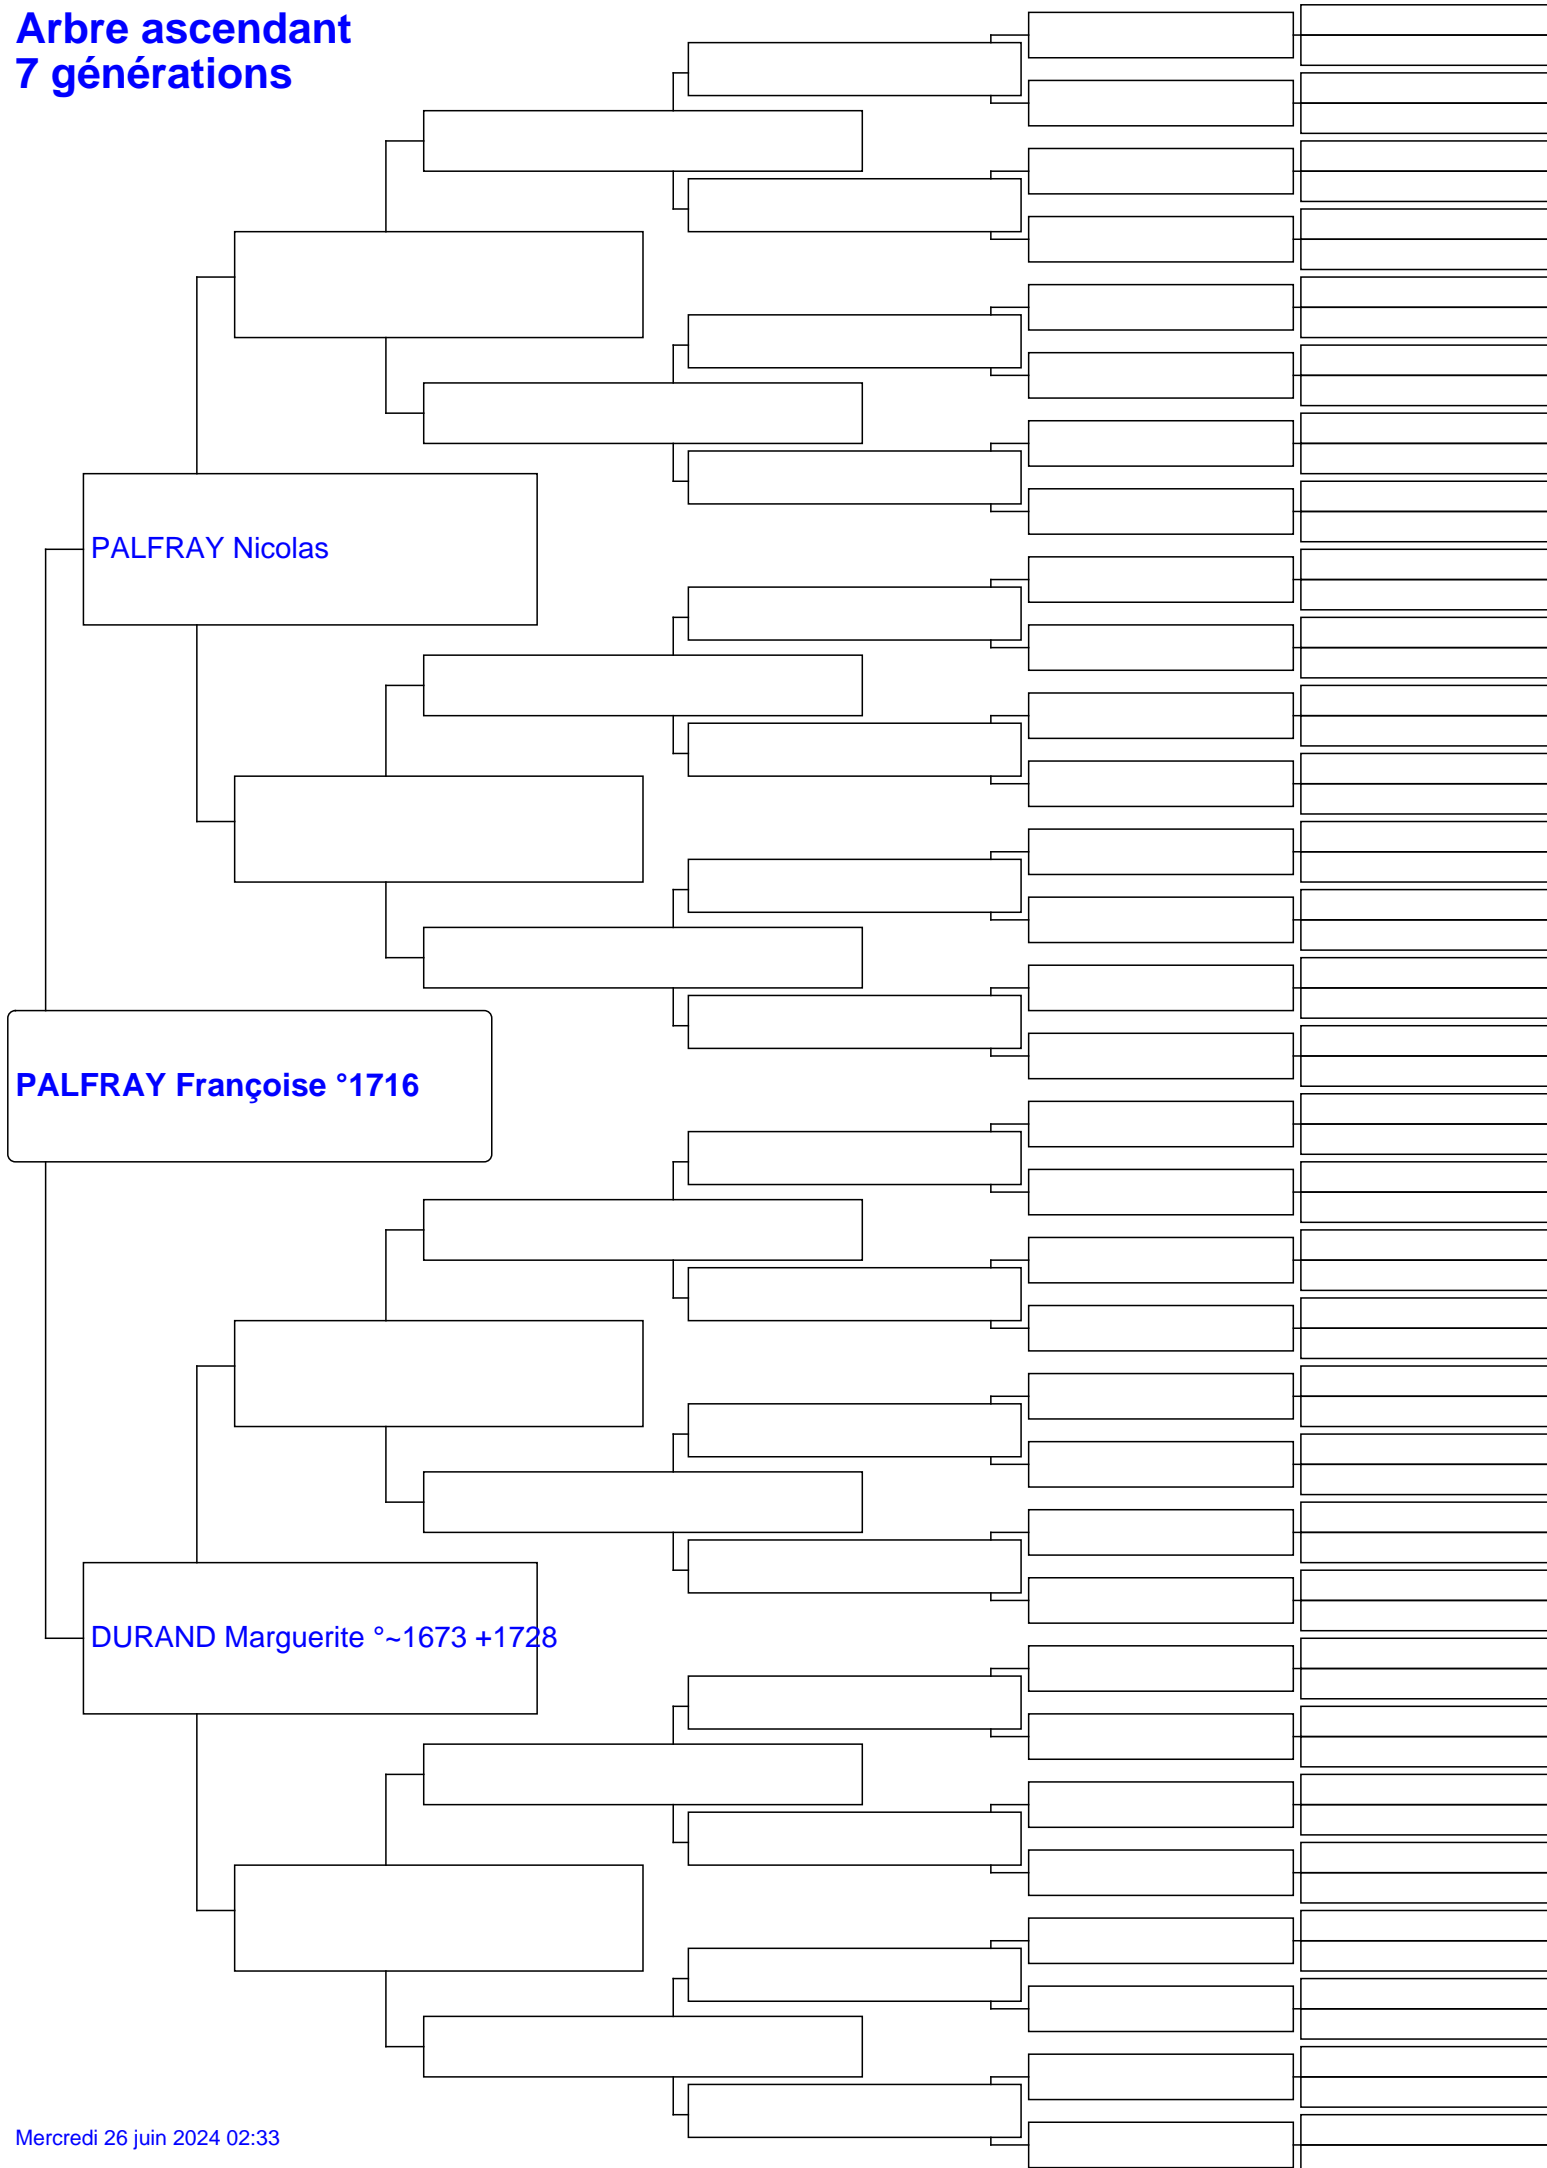 Arbre ascendant
7 générations
PALFRAY Nicolas
PALFRAY Françoise °1716
DURAND Marguerite °~1673 +1728
Mercredi 26 juin 2024 02:33